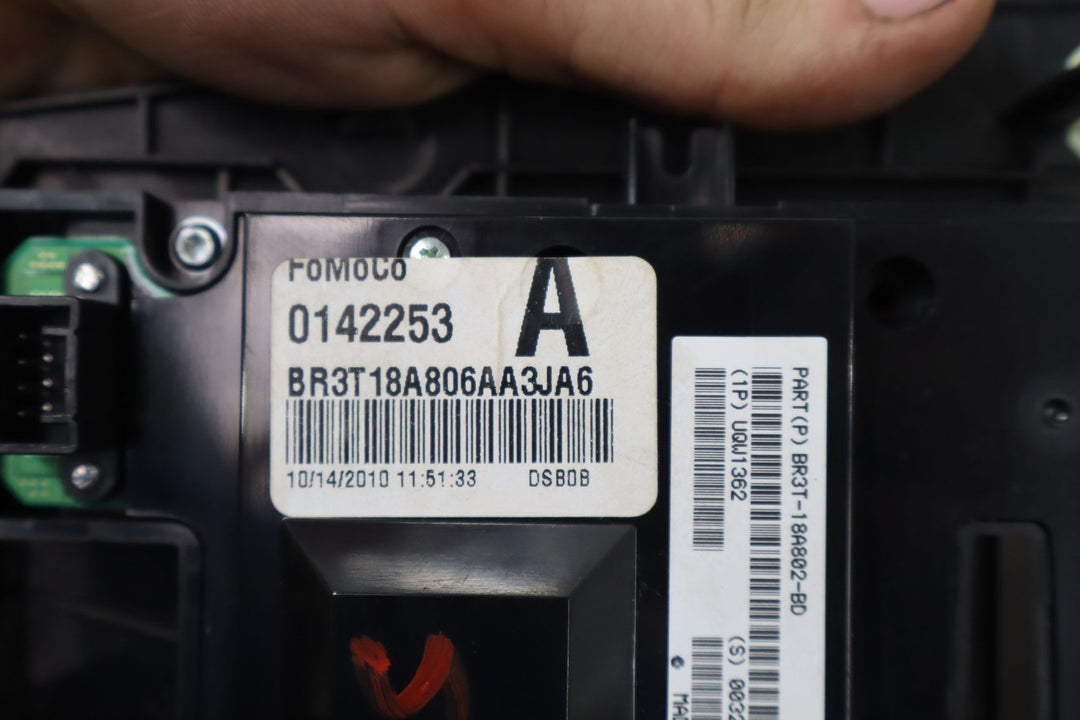 FoMoCo
A
0142253
BR3T18A806AA3JA6
10/14/2010 11:51:33 DSB0B
PART(P) BR3T-18A802-BD
(1P) UQW1362
(S)